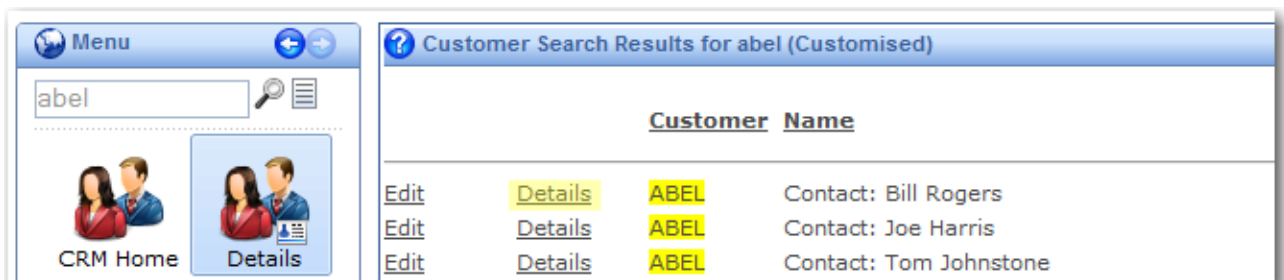 Menu
abel
CRM Home
Details
Customer Search Results for abel (Customised)
Customer Name
Edit Details ABEL Contact: Bill Rogers
Edit Details ABEL Contact: Joe Harris
Edit Details ABEL Contact: Tom Johnstone